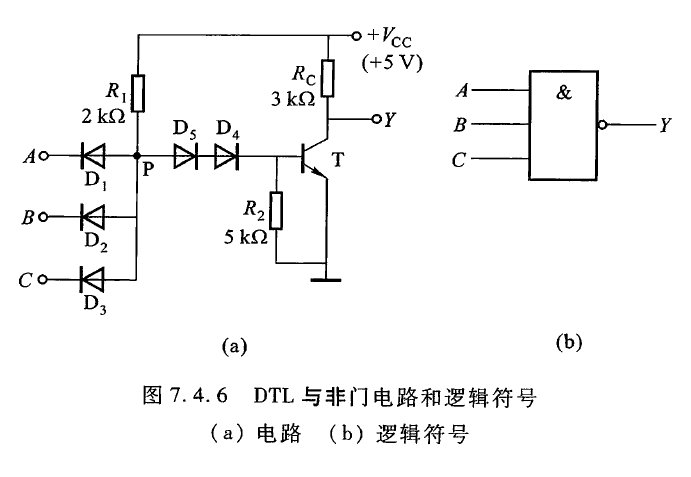 +V_CC
(+5 V)
R_1
2 kΩ
R_C
3 kΩ
Y
A
D_1
P
D_5
D_4
T
B
D_2
R_2
5 kΩ
C
D_3
A
B
C
&
Y
(a)
(b)
图 7.4.6 DTL 与非门电路和逻辑符号
(a) 电路 (b) 逻辑符号